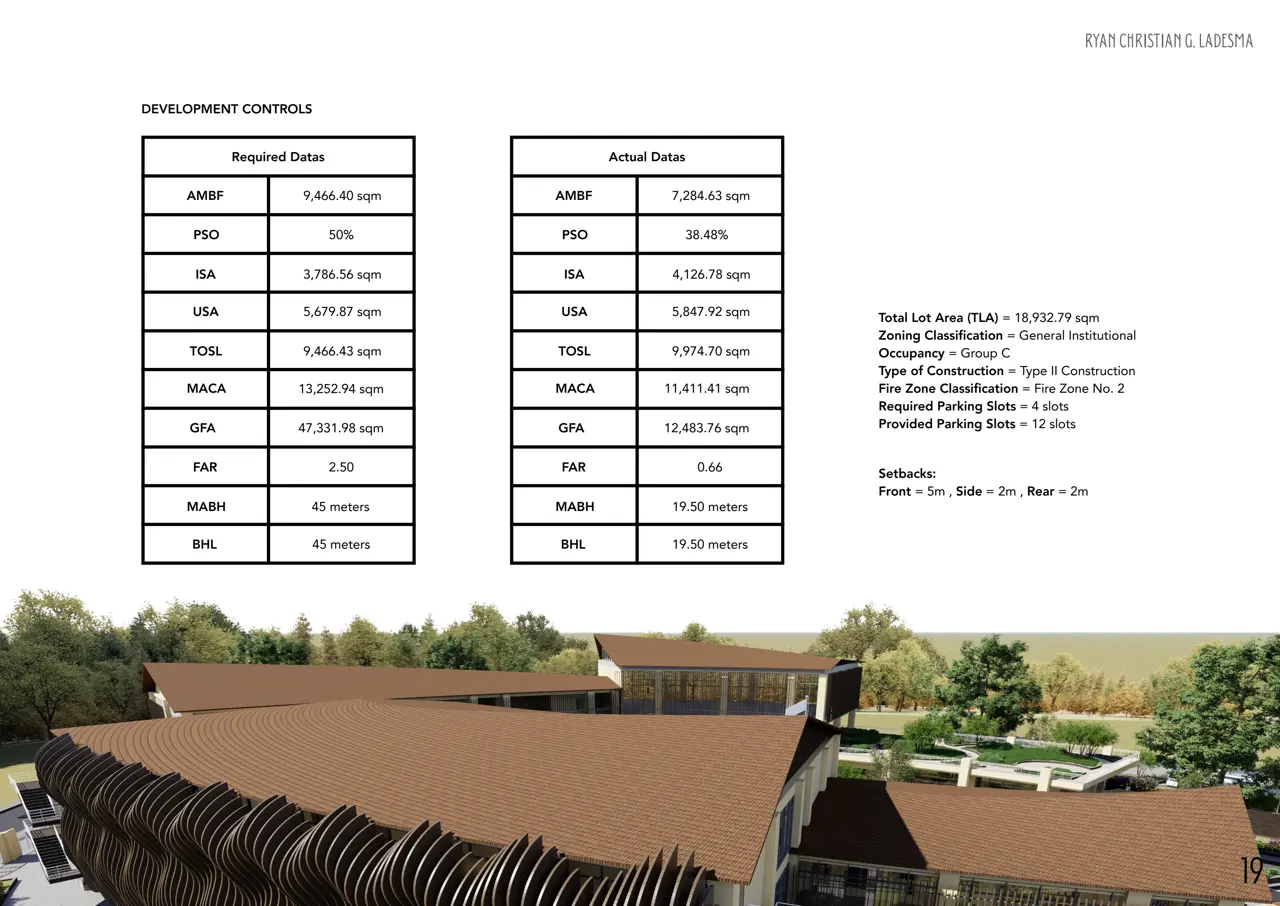 RYAN CHRISTIAN G. LADESMA
DEVELOPMENT CONTROLS
Required Datas
AMBF 9,466.40 sqm
PSO 50%
ISA 3,786.56 sqm
USA 5,679.87 sqm
TOSL 9,466.43 sqm
MACA 13,252.94 sqm
GFA 47,331.98 sqm
FAR 2.50
MABH 45 meters
BHL 45 meters
Actual Datas
AMBF 7,284.63 sqm
PSO 38.48%
ISA 4,126.78 sqm
USA 5,847.92 sqm
TOSL 9,974.70 sqm
MACA 11,411.41 sqm
GFA 12,483.76 sqm
FAR 0.66
MABH 19.50 meters
BHL 19.50 meters
Total Lot Area (TLA) = 18,932.79 sqm
Zoning Classification = General Institutional
Occupancy = Group C
Type of Construction = Type II Construction
Fire Zone Classification = Fire Zone No. 2
Required Parking Slots = 4 slots
Provided Parking Slots = 12 slots
Setbacks:
Front = 5m , Side = 2m , Rear = 2m
19